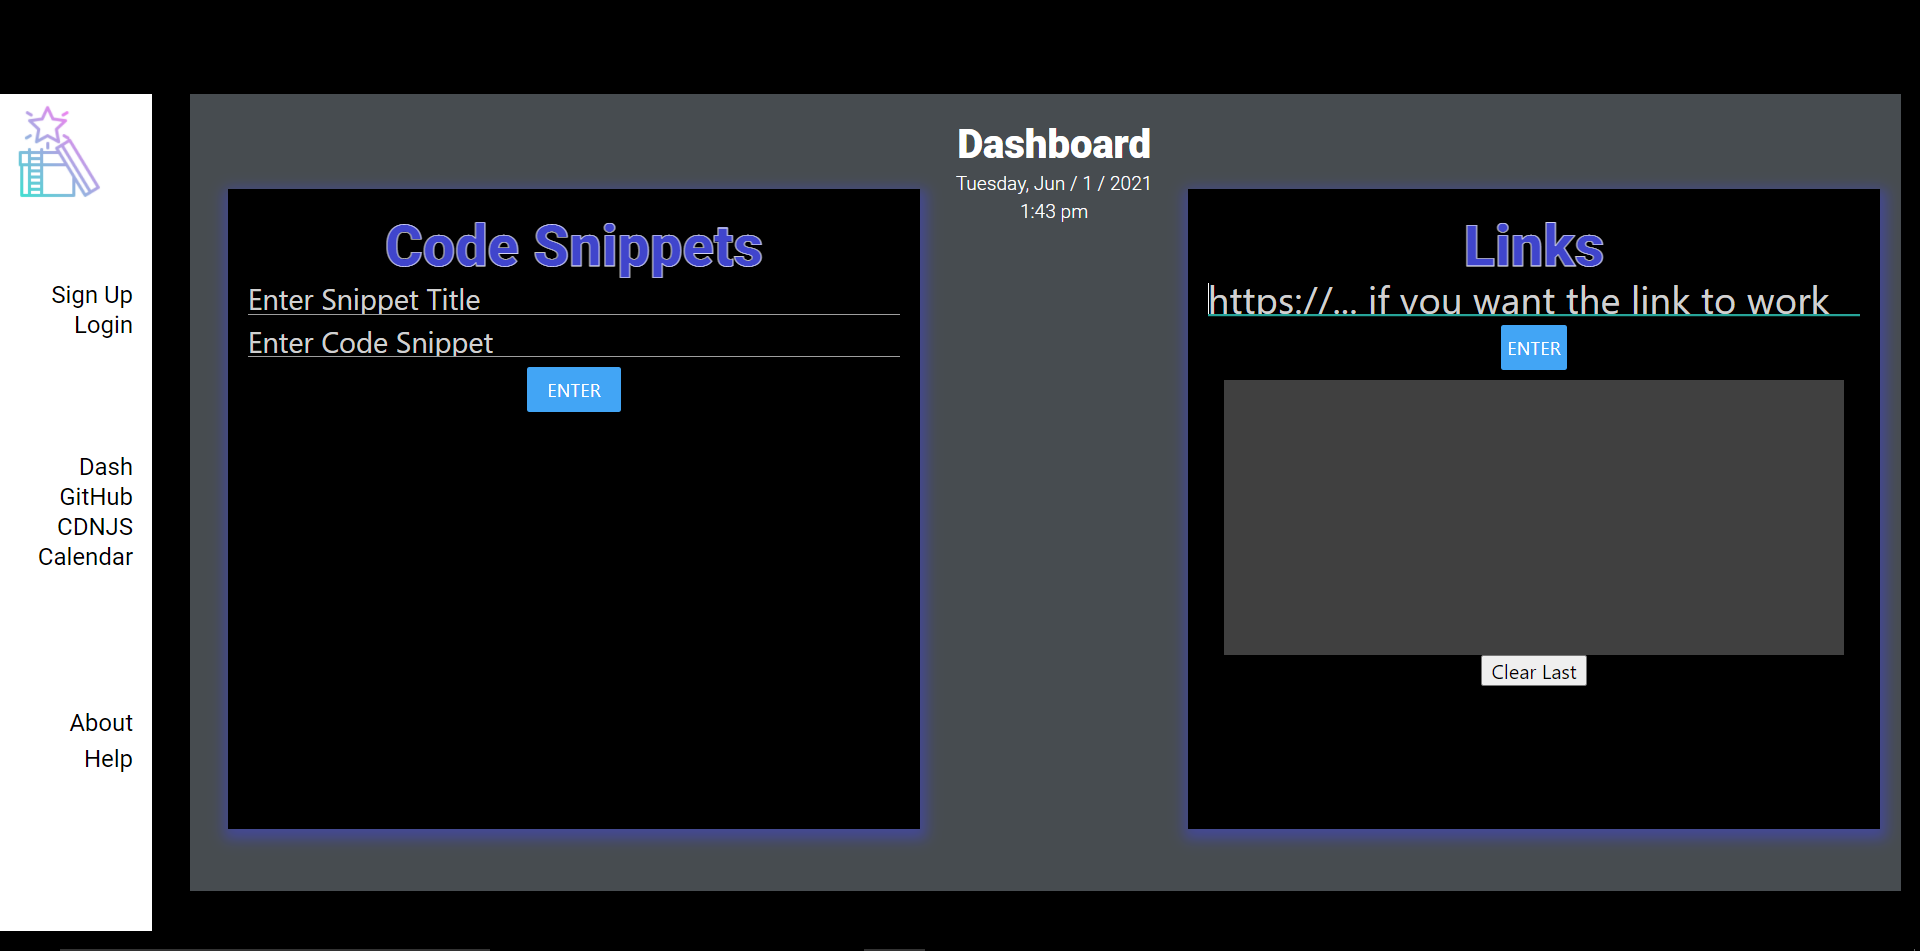 Sign Up
Login
Dash
GitHub
CDNJS
Calendar
About
Help
Dashboard
Tuesday, Jun / 1 / 2021
1:43 pm
Code Snippets
Enter Snippet Title
Enter Code Snippet
ENTER
Links
https://... if you want the link to work
ENTER
Clear Last